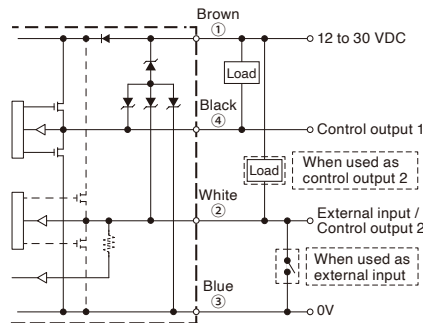 Brown
①
12 to 30 VDC
Load
Black
④
Control output 1
Load
When used as
control output 2
White
②
External input /
Control output 2
When used as
external input
Blue
③
0V